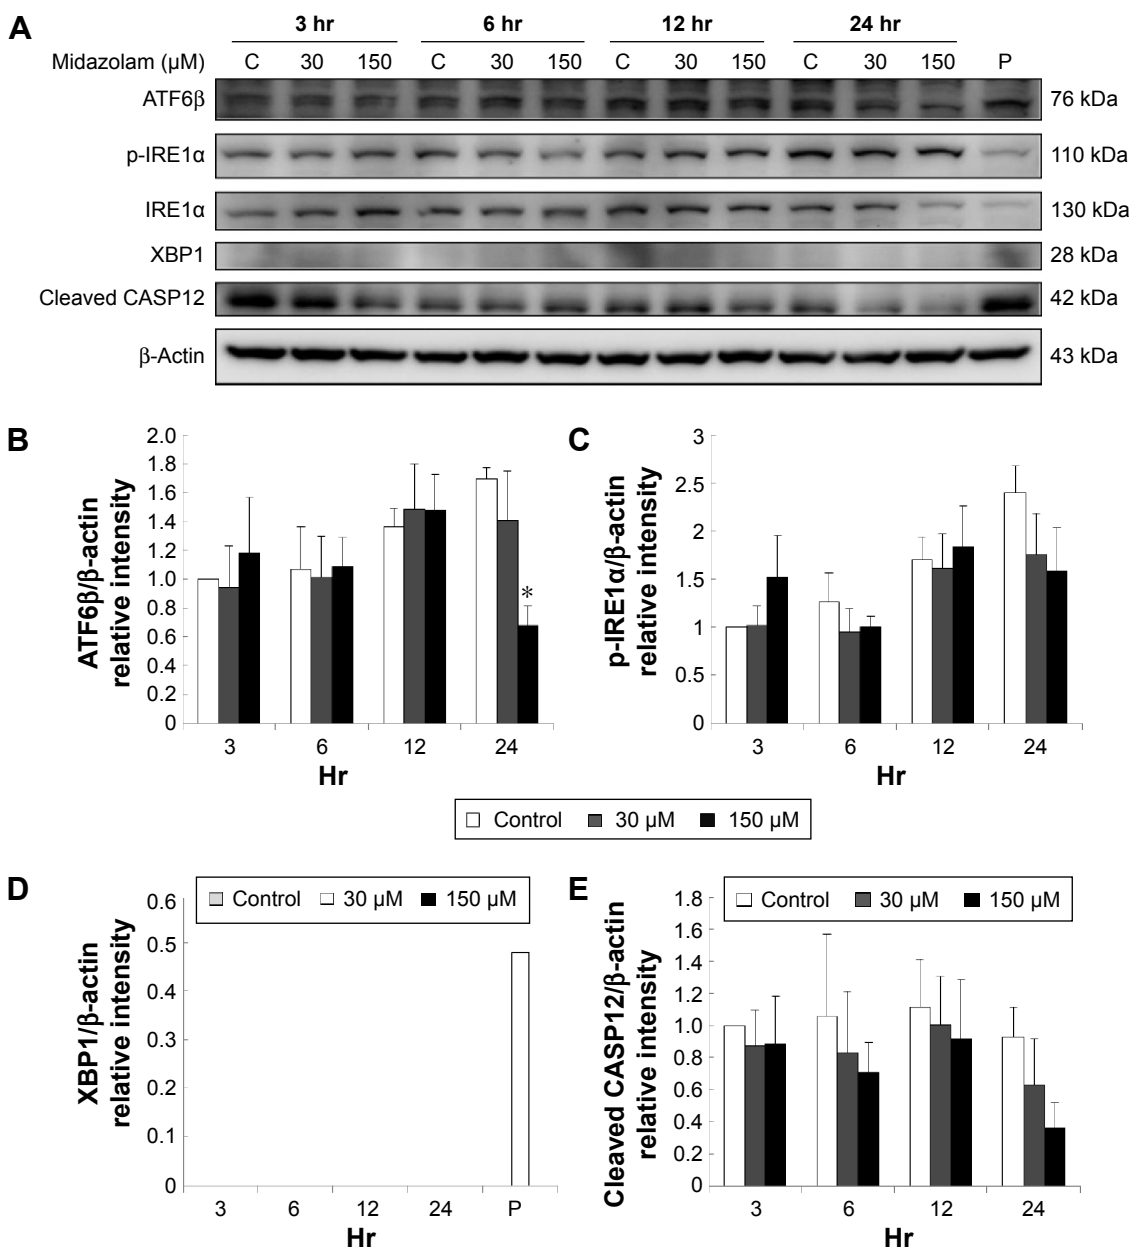 A
3 hr 6 hr 12 hr 24 hr
Midazolam (µM) C 30 150 C 30 150 C 30 150 C 30 150 P
ATF6β 76 kDa
p-IRE1α 110 kDa
IRE1α 130 kDa
XBP1 28 kDa
Cleaved CASP12 42 kDa
β-Actin 43 kDa
B
ATF6β/β-actin
relative intensity
2.0
1.8
1.6
1.4
1.2
1.0
0.8
0.6
0.4
0.2
0
*
3 6 12 24
Hr
C
p-IRE1α/β-actin
relative intensity
3
2.5
2
1.5
1
0.5
0
3 6 12 24
Hr
Control 30 µM 150 µM
D
XBP1/β-actin
relative intensity
Control 30 µM 150 µM
0.6
0.5
0.4
0.3
0.2
0.1
0
3 6 12 24 P
Hr
E
Cleaved CASP12/β-actin
relative intensity
Control 30 µM 150 µM
1.8
1.6
1.4
1.2
1.0
0.8
0.6
0.4
0.2
0
3 6 12 24
Hr